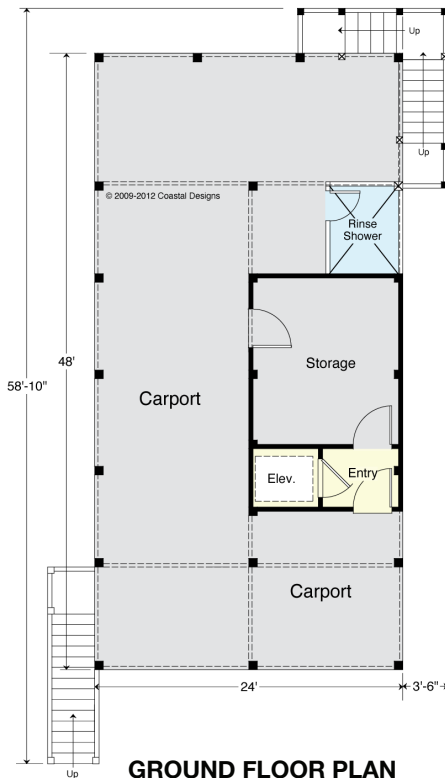 Up
Up
© 2009-2012 Coastal Designs
Rinse
Shower
48'
Storage
58'-10"
Carport
Elev.
Entry
Carport
24'
3'-6"
Up
GROUND FLOOR PLAN